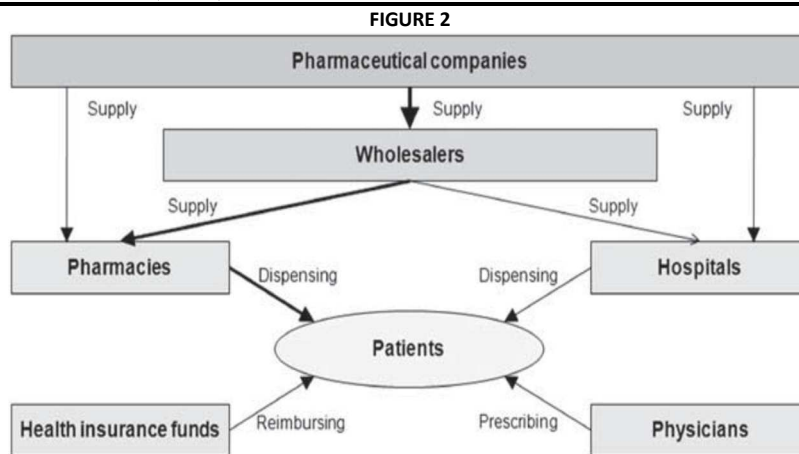 FIGURE 2
Pharmaceutical companies
Supply
Supply
Supply
Wholesalers
Supply
Supply
Pharmacies
Dispensing
Dispensing
Hospitals
Patients
Health insurance funds
Reimbursing
Prescribing
Physicians